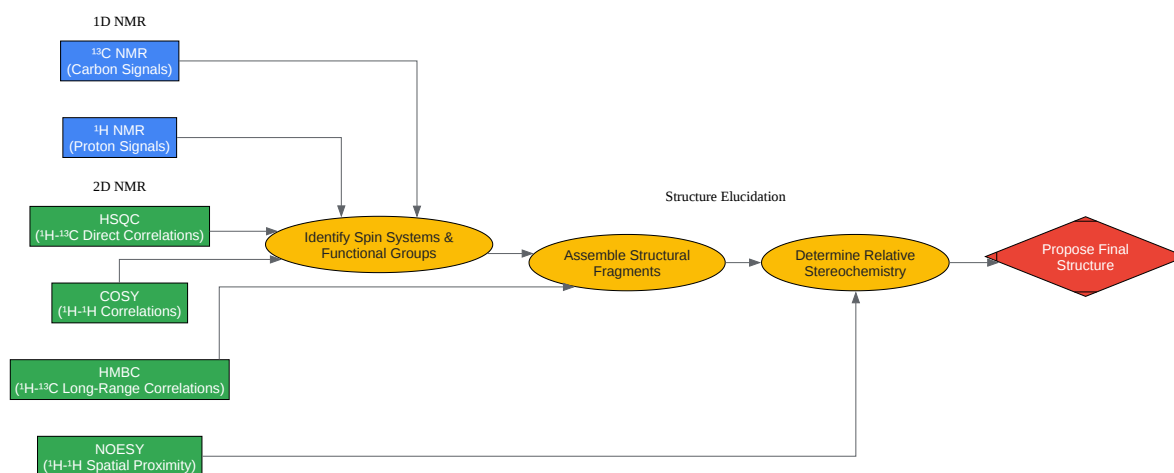 1D NMR
¹³C NMR
(Carbon Signals)
¹H NMR
(Proton Signals)
2D NMR
HSQC
(¹H-¹³C Direct Correlations)
COSY
(¹H-¹H Correlations)
HMBC
(¹H-¹³C Long-Range Correlations)
NOESY
(¹H-¹H Spatial Proximity)
Structure Elucidation
Identify Spin Systems &
Functional Groups
Assemble Structural
Fragments
Determine Relative
Stereochemistry
Propose Final
Structure